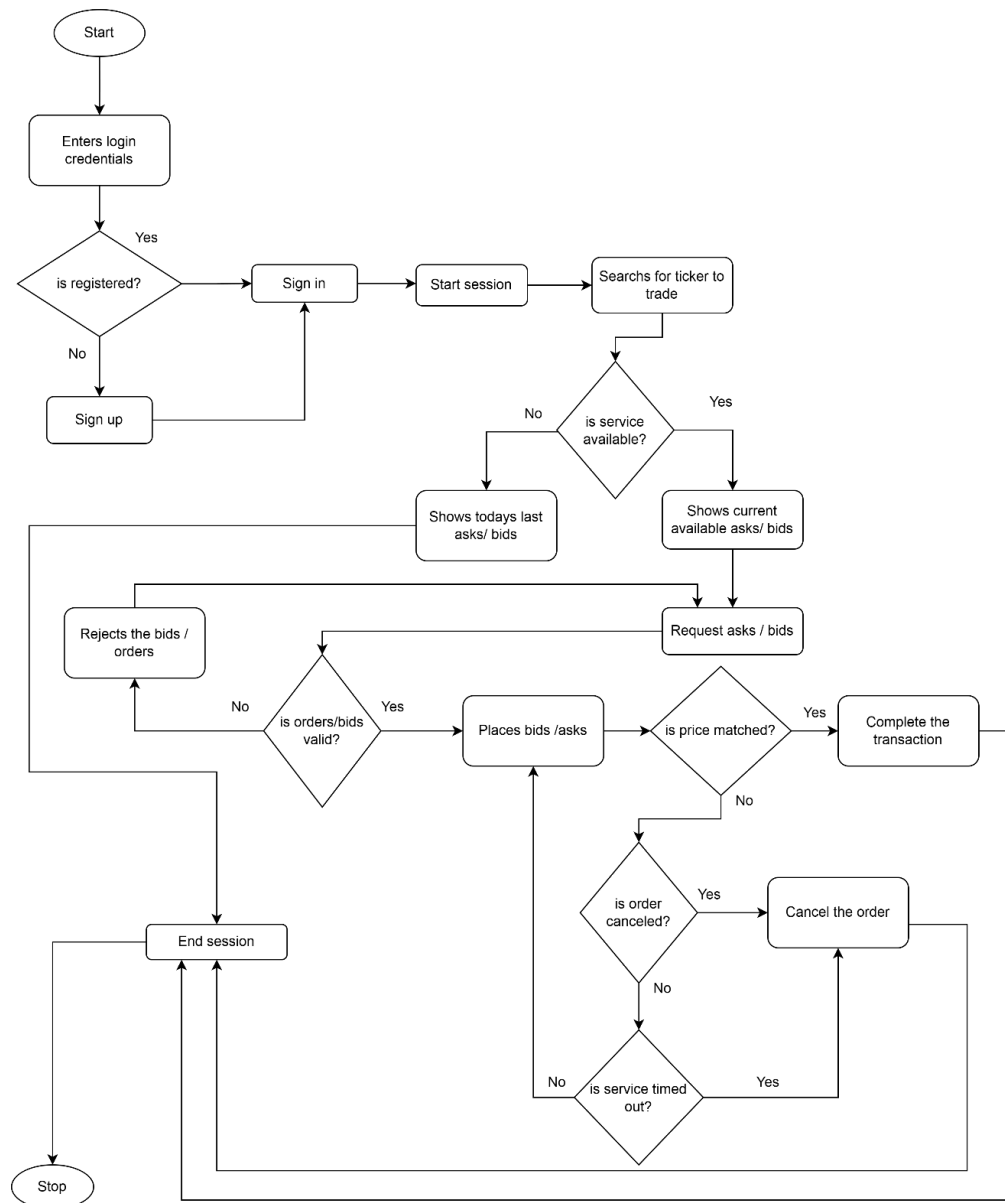 Start
Enters login
credentials
Yes
is registered?
Sign in
Start session
Searchs for ticker to
trade
No
Sign up
No
is service
available?
Yes
Shows todays last
asks/ bids
Shows current
available asks/ bids
Rejects the bids /
orders
Request asks / bids
No
is orders/bids
valid?
Yes
Places bids /asks
is price matched?
Yes
Complete the
transaction
No
is order
canceled?
Yes
Cancel the order
End session
No
No
is service timed
out?
Yes
Stop